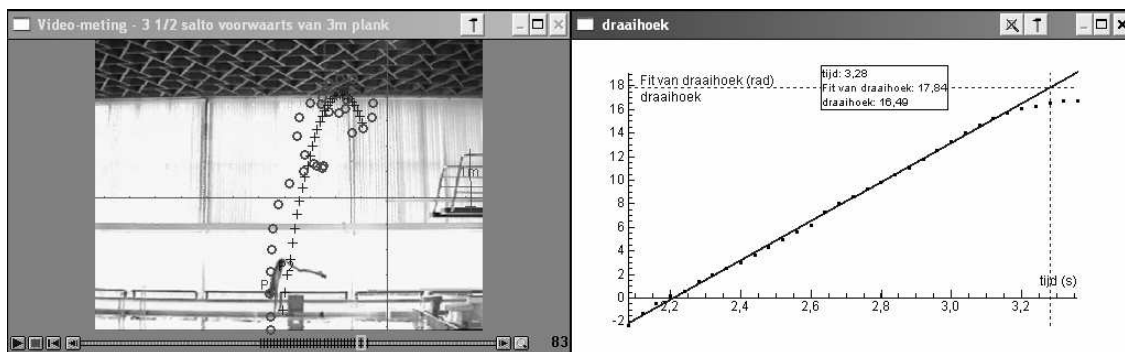 Video-meting - 3 1/2 salto voorwaarts van 3m plank
1m
P
83
draaihoek
Fit van draaihoek (rad)
draaihoek
tijd: 3,28
Fit van draaihoek: 17,84
draaihoek: 16,49
18
16
14
12
10
8
6
4
2
0
-2
2,2
2,4
2,6
2,8
3,0
3,2
tijd (s)